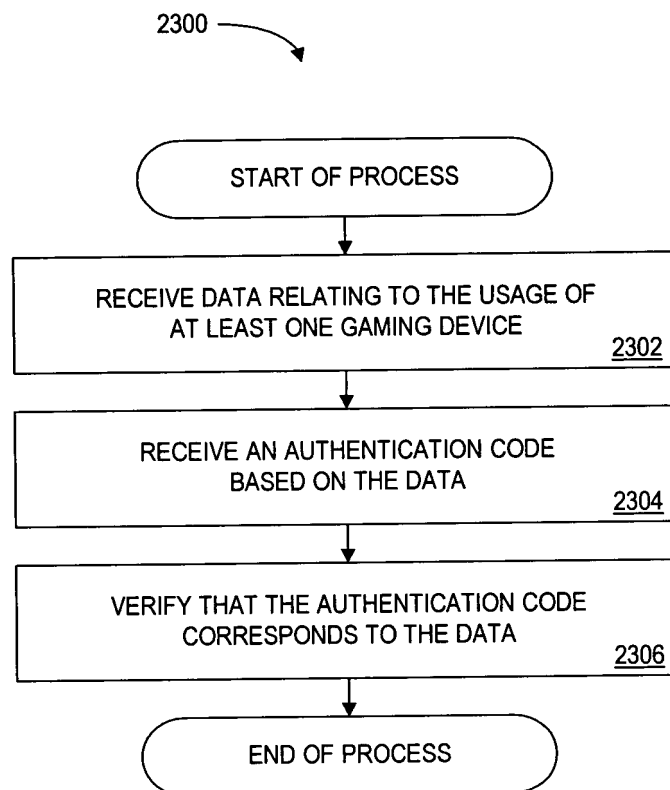 2300
START OF PROCESS
RECEIVE DATA RELATING TO THE USAGE OF
AT LEAST ONE GAMING DEVICE
2302
RECEIVE AN AUTHENTICATION CODE
BASED ON THE DATA
2304
VERIFY THAT THE AUTHENTICATION CODE
CORRESPONDS TO THE DATA
2306
END OF PROCESS